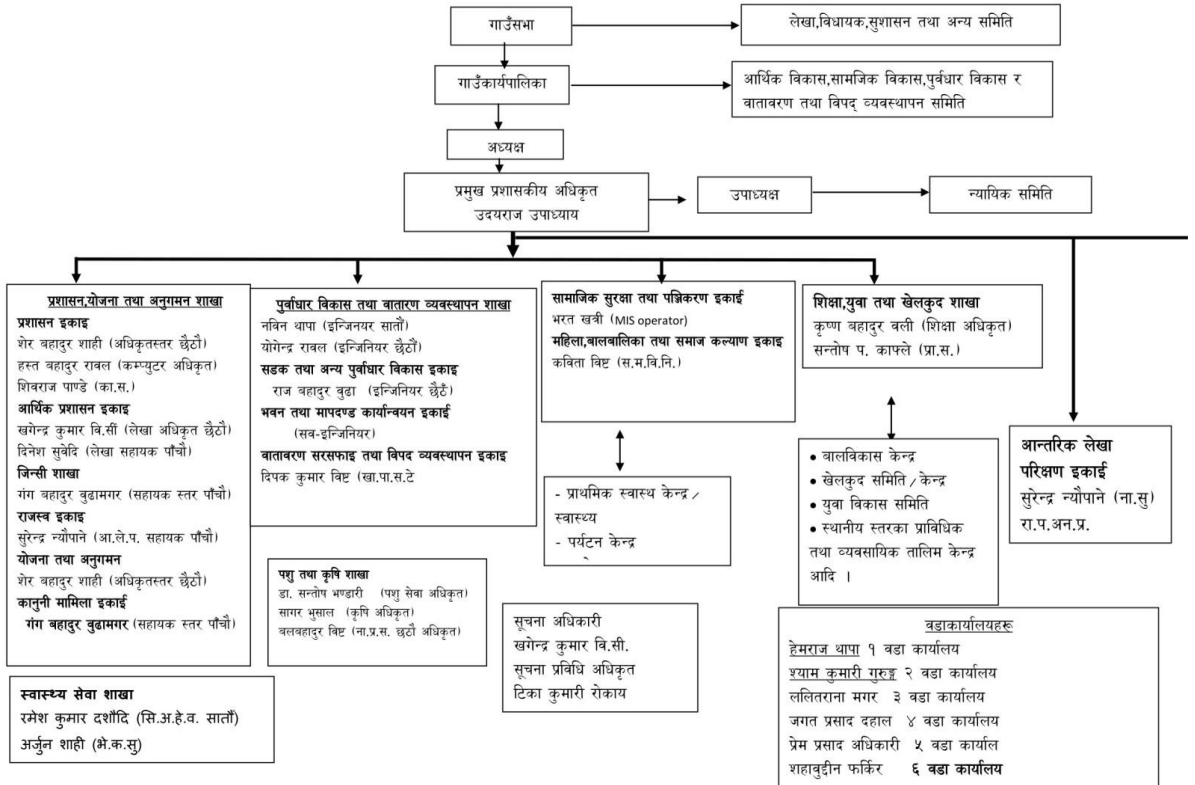 गाउँसभा
लेखा,विधायक,सुशासन तथा अन्य समिति
गाउँकार्यपालिका
आर्थिक विकास,सामजिक विकास,पुर्वधार विकास र
वातावरण तथा विपद् व्यवस्थापन समिति
अध्यक्ष
प्रमुख प्रशासकीय अधिकृत
उदयराज उपाध्याय
उपाध्यक्ष
न्यायिक समिति
प्रशासन,योजना तथा अनुगमन शाखा
प्रशासन इकाइ
शेर बहादुर शाही (अधिकृतस्तर छैठौ)
हस्त बहादुर रावल (कम्प्युटर अधिकृत)
शिवराज पाण्डे (का.स.)
आर्थिक प्रशासन इकाइ
खगेन्द्र कुमार वि.सीं (लेखा अधिकृत छैठौ)
दिनेश सुवेदि (लेखा सहायक पाँचौ)
जिन्सी शाखा
गंग बहादुर बुढामगर (सहायक स्तर पाँचौ)
राजस्व इकाइ
सुरेन्द्र न्यौपाने (आ.ले.प. सहायक पाँचौ)
योजना तथा अनुगमन
शेर बहादुर शाही (अधिकृतस्तर छैठौ)
कानुनी मामिला इकाई
गंग बहादुर बुढामगर (सहायक स्तर पाँचौ)
पुर्वाधार विकास तथा वातारण व्यवस्थापन शाखा
नविन थापा (इन्जिनयर सातौं)
योगेन्द्र रावल (इन्जिनियर छैठौं)
सडक तथा अन्य पुर्वाधार विकास इकाइ
राज बहादुर बुढा (इन्जिनियर छैठँ)
भवन तथा मापदण्ड कार्यान्वयन इकाई
(सव-इन्जिनियर)
वातावरण सरसफाइ तथा विपद व्यवस्थापन इकाइ
दिपक कुमार विष्ट (खा.पा.स.टे
सामाजिक सुरक्षा तथा पञ्जिकरण इकाई
भरत खत्री (MIS operator)
महिला,बालबालिका तथा समाज कल्याण इकाइ
कविता विष्ट (स.म.वि.नि.)
शिक्षा,युवा तथा खेलकुद शाखा
कृष्ण बहादुर वली (शिक्षा अधिकृत)
सन्तोष प. काफ्ले (प्रा.स.)
आन्तरिक लेखा
परिक्षण इकाई
सुरेन्द्र न्यौपाने (ना.सु)
रा.प.अन.प्र.
- प्राथमिक स्वास्थ केन्द्र ⁄
स्वास्थ्य
- पर्यटन केन्द्र
• बालविकास केन्द्र
• खेलकुद समिति ⁄ केन्द्र
• युवा विकास समिति
• स्थानीय स्तरका प्राविधिक
तथा व्यवसायिक तालिम केन्द्र
आदि ।
पशु तथा कृषि शाखा
डा. सन्तोष भण्डारी (पशु सेवा अधिकृत)
सागर भुसाल (कृषि अधिकृत)
बलबहादुर विष्ट (ना.प्र.स. छठौ अधिकृत)
सूचना अधिकारी
खगेन्द्र कुमार वि.सी.
सूचना प्रविधि अधिकृत
टिका कुमारी रोकाय
वडाकार्यालयहरू
हेमराज थापा १ वडा कार्यालय
श्याम कुमारी गुरुङ्ग २ वडा कार्यालय
ललितराना मगर ३ वडा कार्यालय
जगत प्रसाद दहाल ४ वडा कार्यालय
प्रेम प्रसाद अधिकारी ५ वडा कार्याल
शहाबुद्दीन फर्किर ६ वडा कार्यालय
स्वास्थ्य सेवा शाखा
रमेश कुमार दशौदि (सि.अ.हे.व. सातौं)
अर्जुन शाही (भे.क.सु)